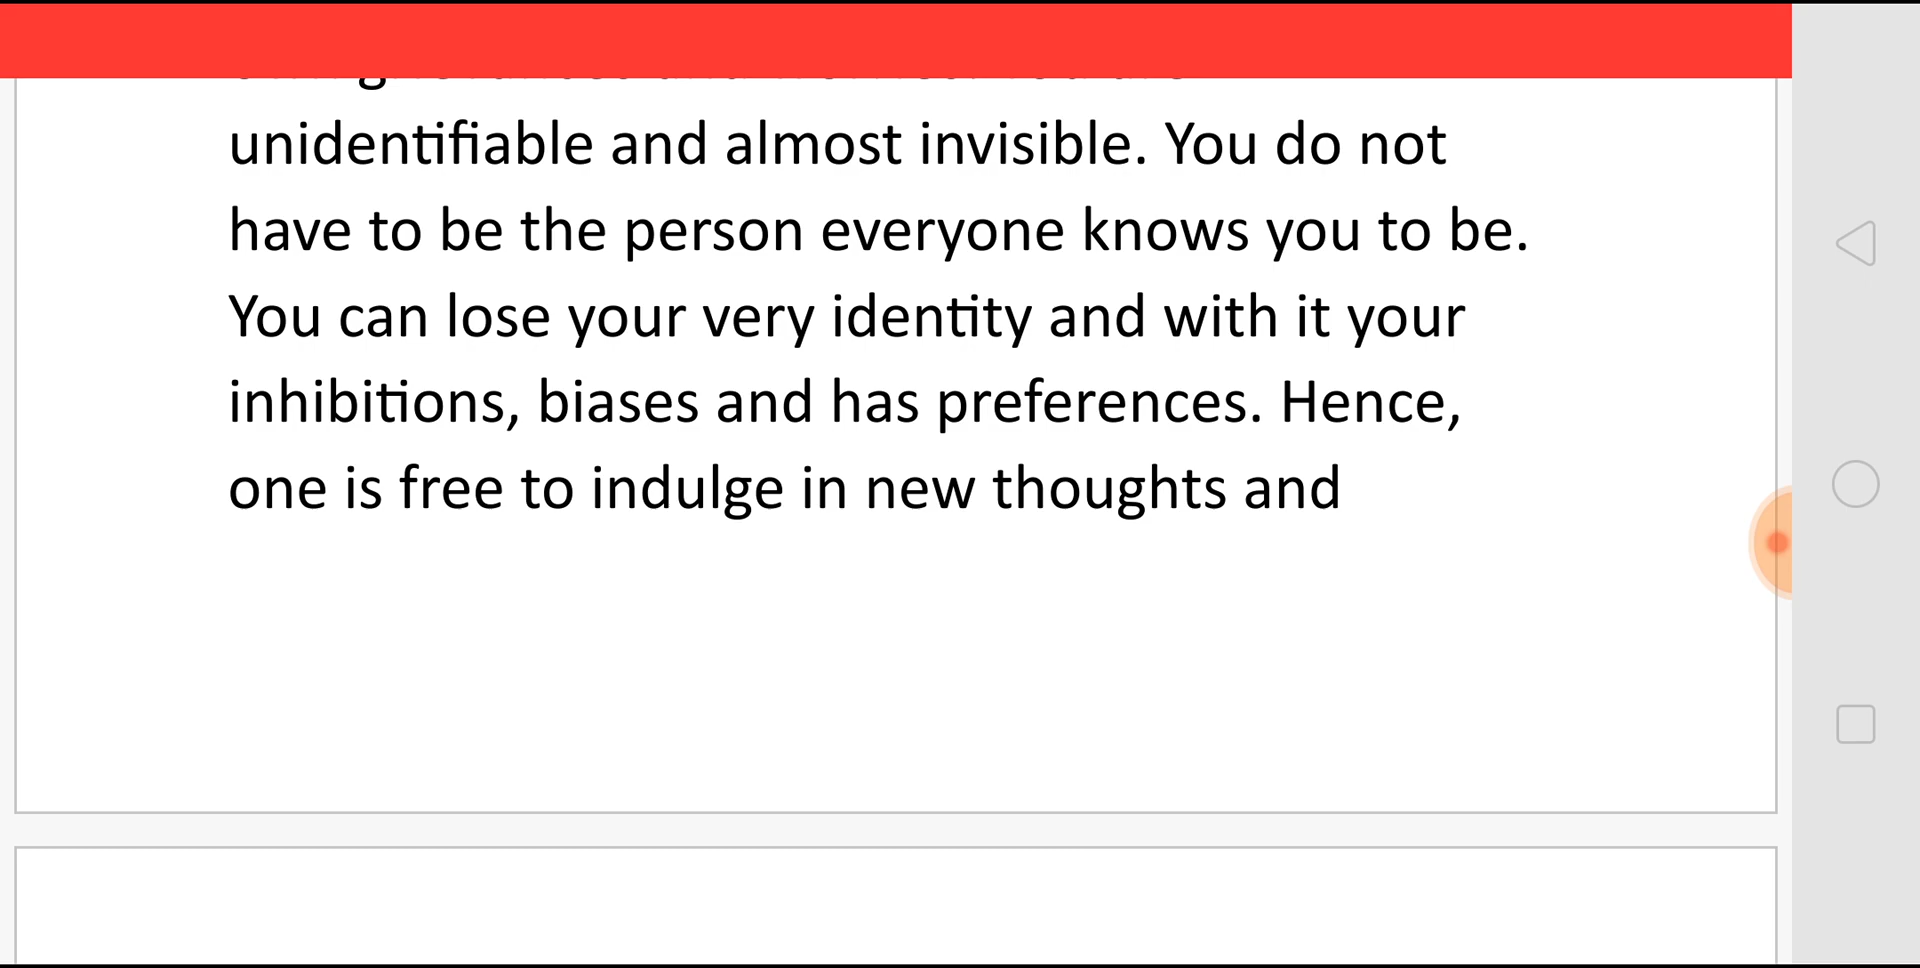 unidentifiable and almost invisible. You do not
have to be the person everyone knows you to be.
You can lose your very identity and with it your
inhibitions, biases and has preferences. Hence,
one is free to indulge in new thoughts and